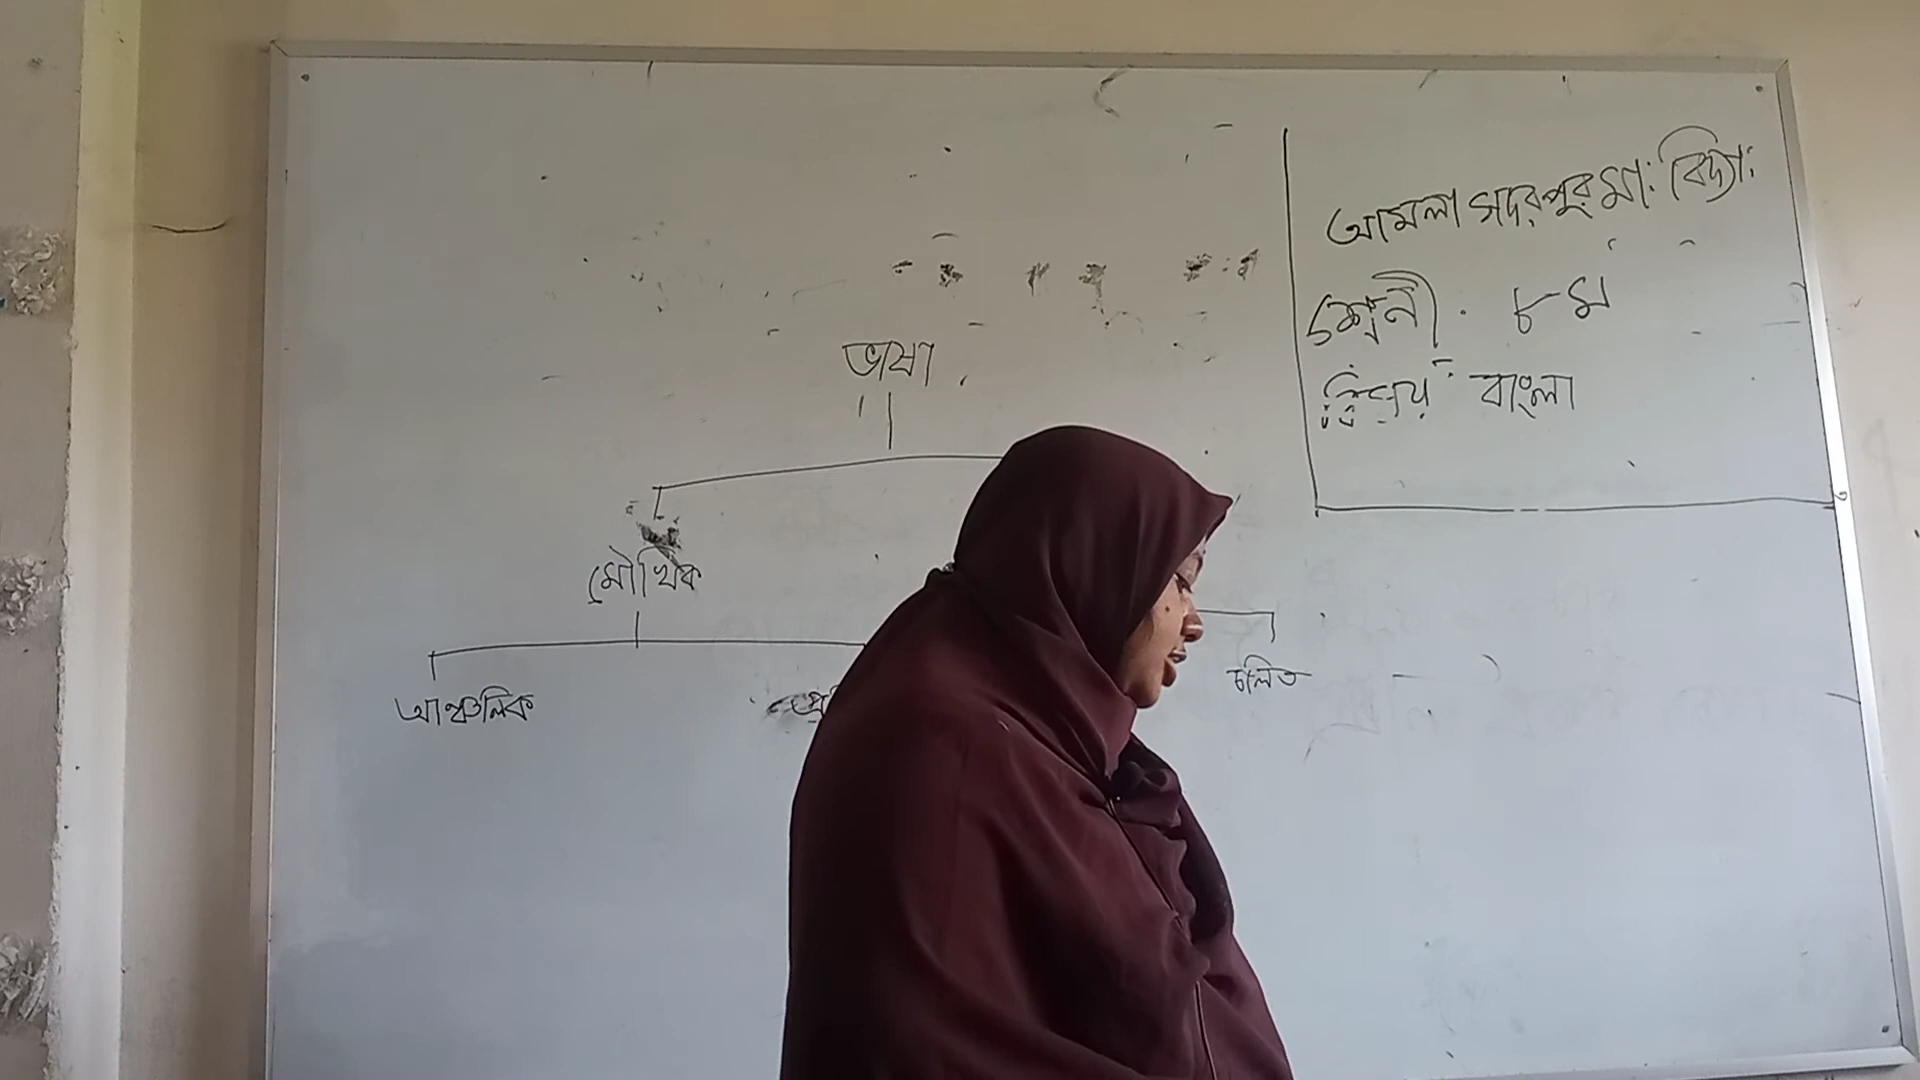 আমলা সদরপুর মা: বিদ্যা:
শ্রেনী: ৮ম
বিষয়: বাংলা
ভাষা
মৌখিক
আঞ্চলিক
চলিত